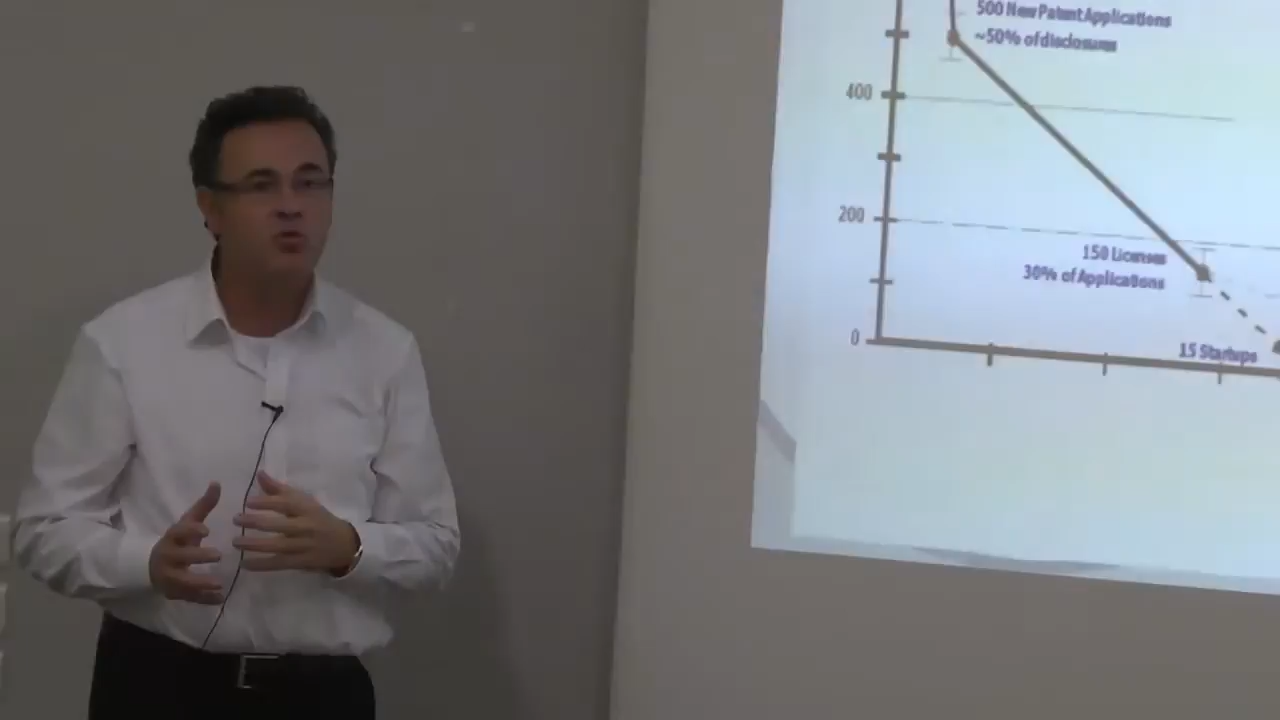 500 New Patent Applications
~50% of disclosures
400
200
150 Licenses
30% of Applications
0
15 Startups